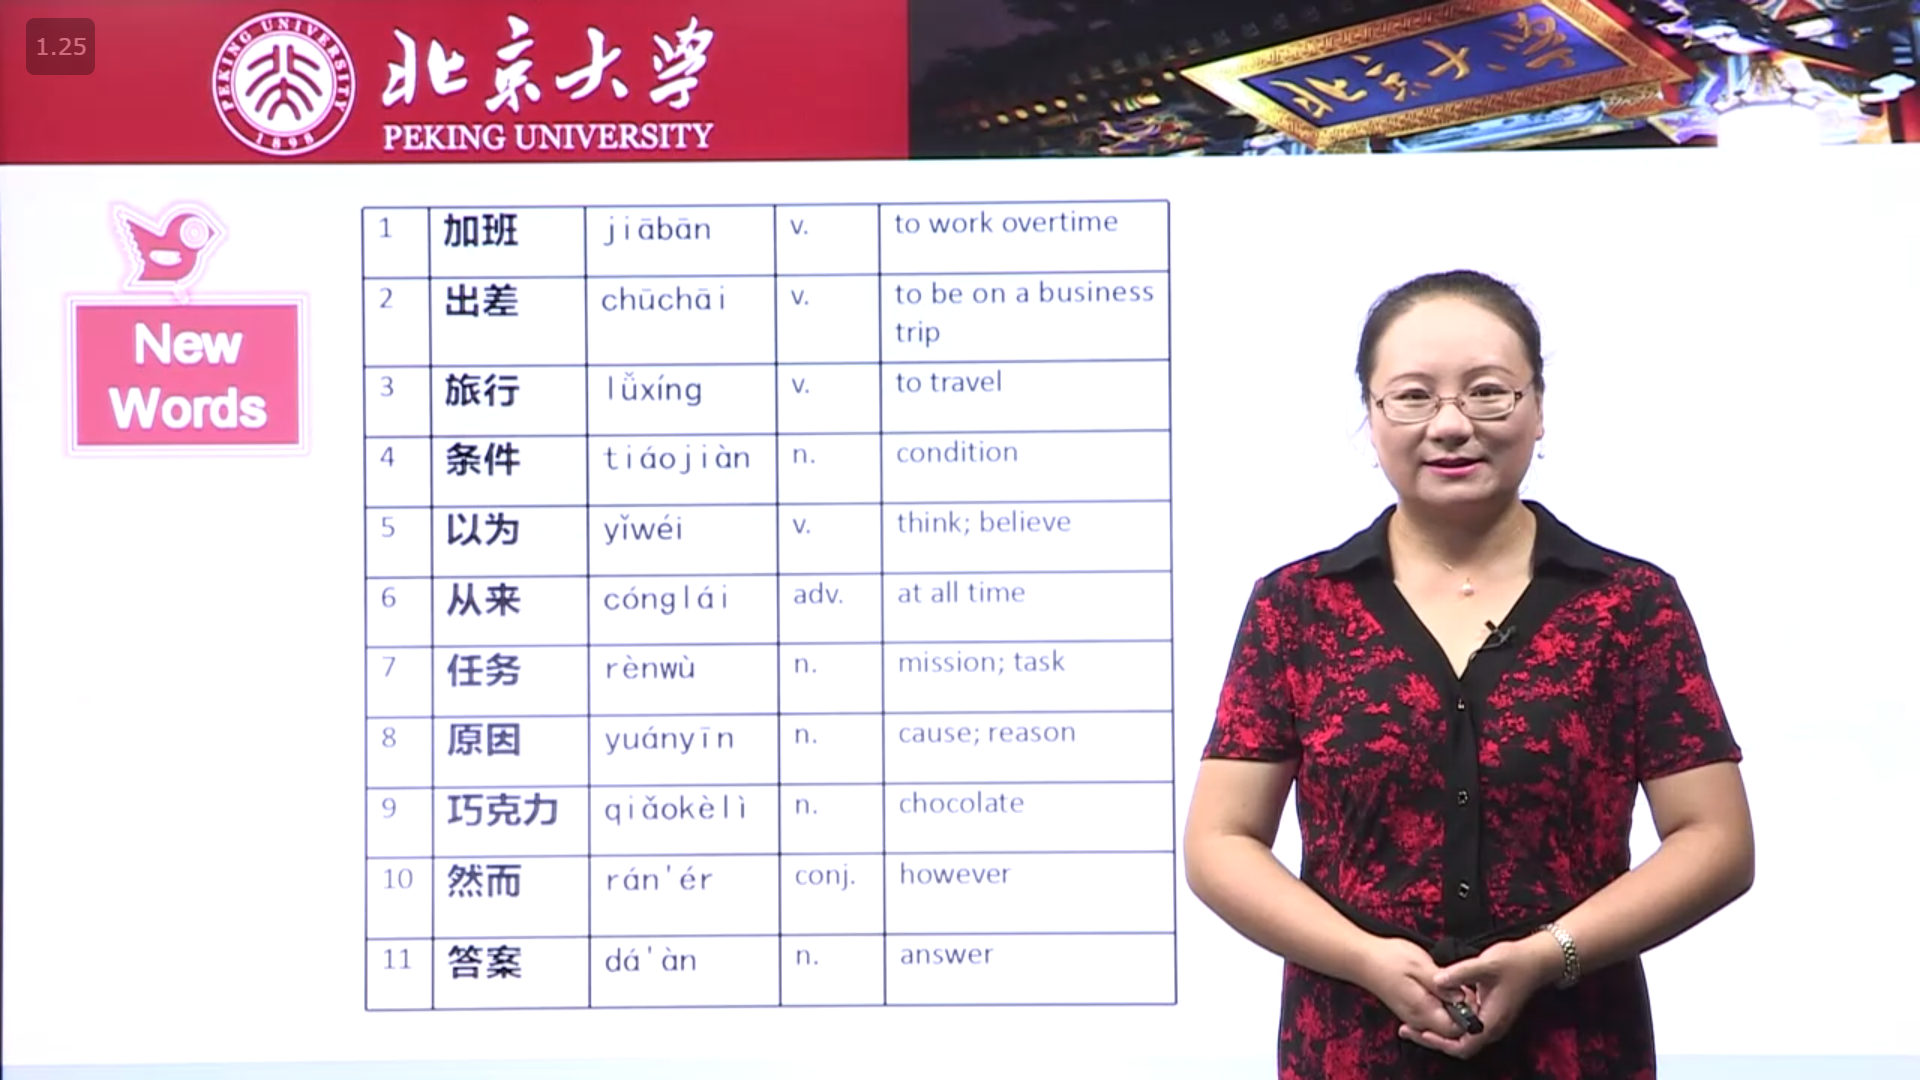 1.25
PEKING UNIVERSITY
1898
北京大学
PEKING UNIVERSITY
北京大学
New
Words
1 加班 jiābān v. to work overtime
2 出差 chūchāi v. to be on a business
trip
3 旅行 lǚxíng v. to travel
4 条件 tiáojiàn n. condition
5 以为 yǐwéi v. think; believe
6 从来 cónglái adv. at all time
7 任务 rènwù n. mission; task
8 原因 yuányīn n. cause; reason
9 巧克力 qiǎokèlì n. chocolate
10 然而 rán'ér conj. however
11 答案 dá'àn n. answer